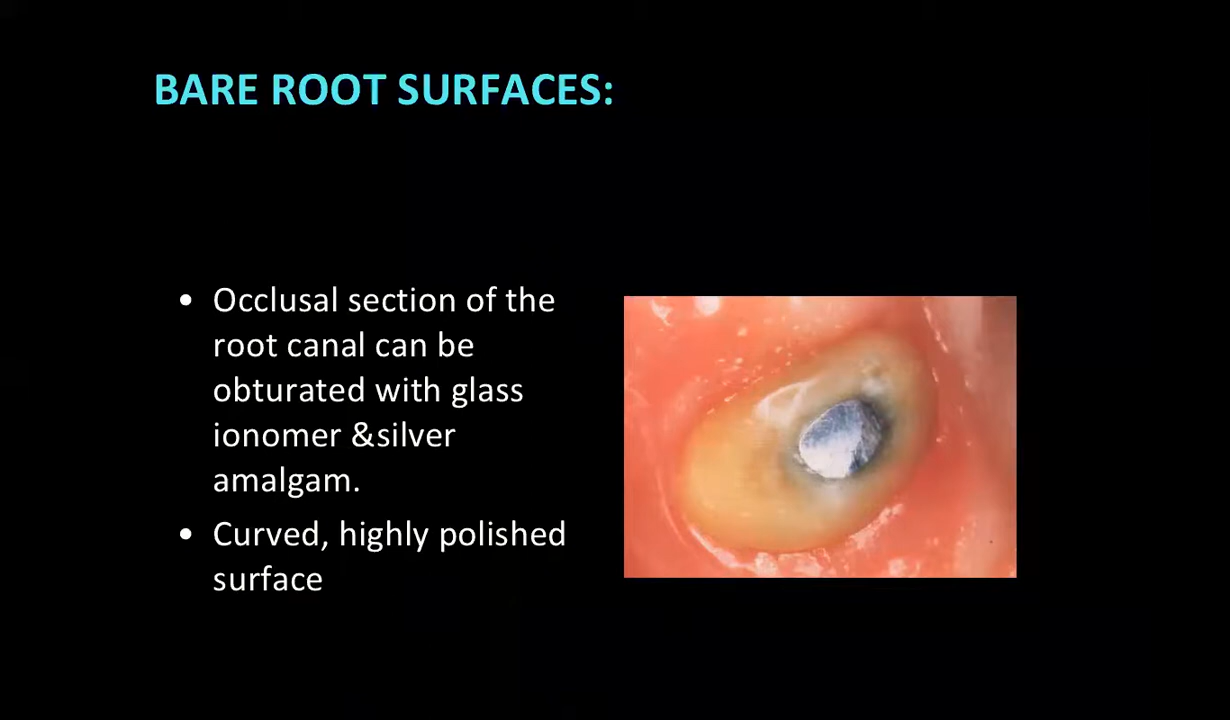 BARE ROOT SURFACES:
• Occlusal section of the
root canal can be
obturated with glass
ionomer &silver
amalgam.
• Curved, highly polished
surface